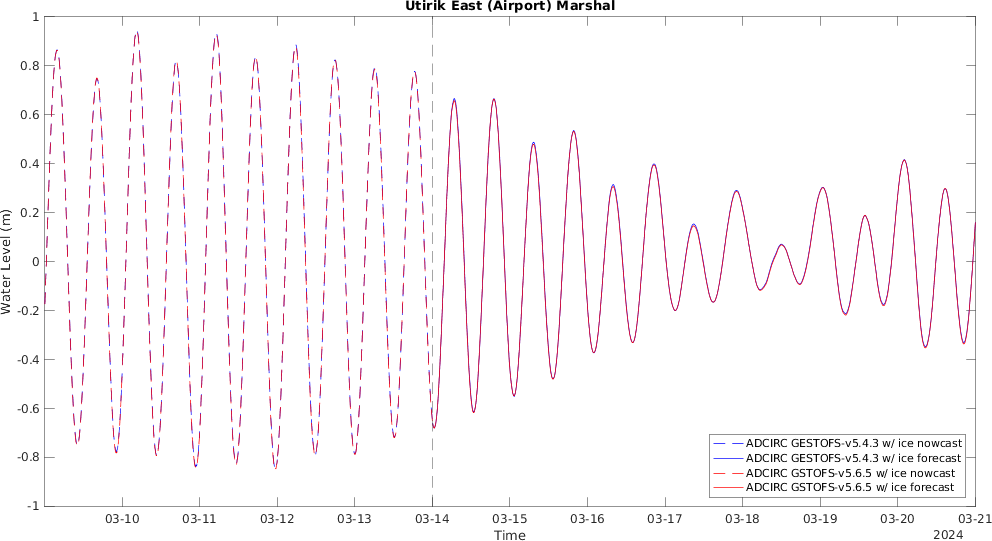 Utirik East (Airport) Marshal
Water Level (m)
1
0.8
0.6
0.4
0.2
0
-0.2
-0.4
-0.6
-0.8
-1
ADCIRC GESTOFS-v5.4.3 w/ ice nowcast
ADCIRC GSTOFS-v5.4.3 w/ ice forecast
ADCIRC GSTOFS-v5.6.5 w/ ice nowcast
ADCIRC GSTOFS-v5.6.5 w/ ice forecast
03-10 03-11 03-12 03-13 03-14 03-15 03-16 03-17 03-18 03-19 03-20 03-21
Time
2024